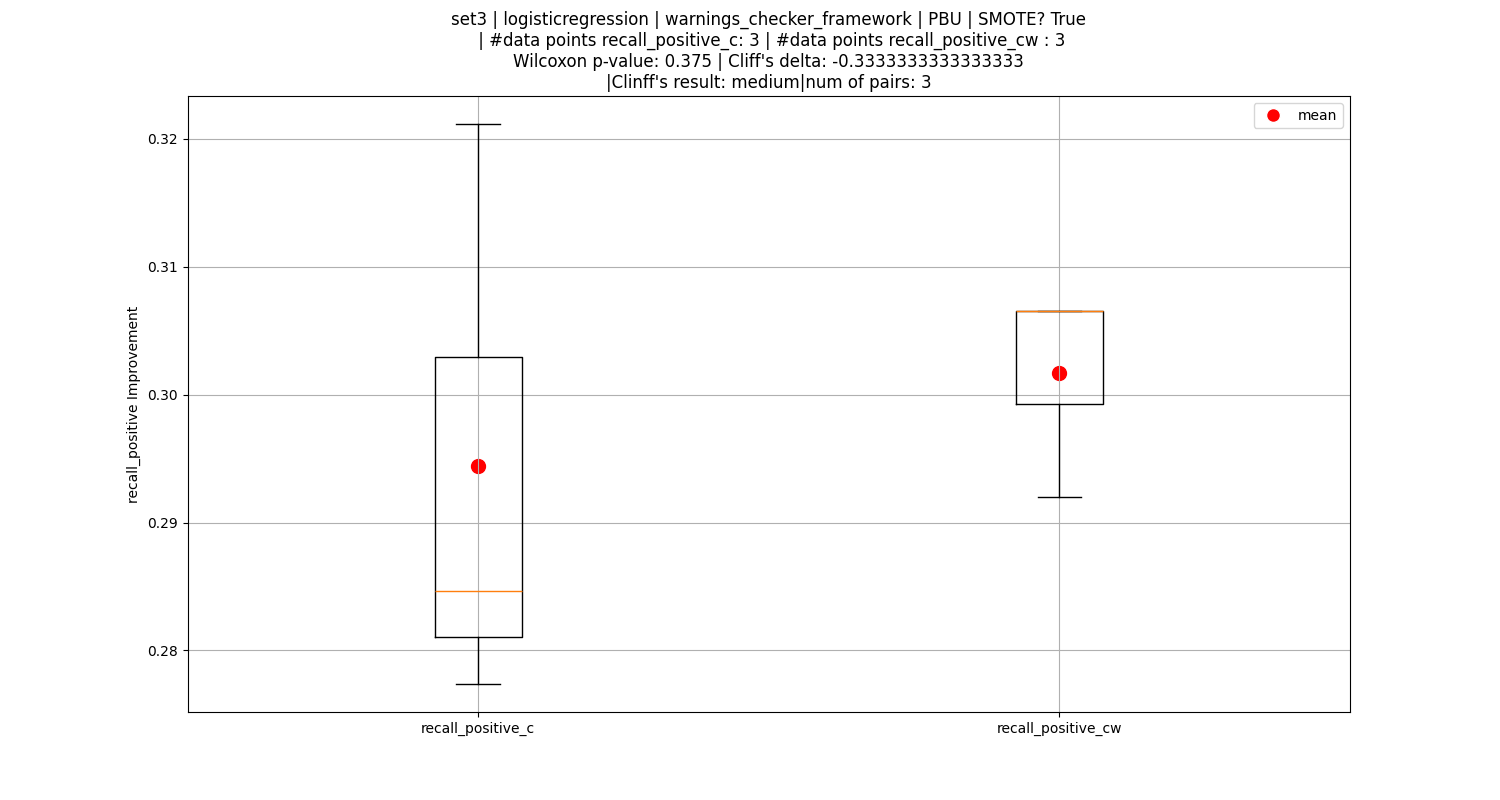 set3 | logisticregression | warnings_checker_framework | PBU | SMOTE? True
| #data points recall_positive_c: 3 | #data points recall_positive_cw : 3
Wilcoxon p-value: 0.375 | Cliff's delta: -0.3333333333333333
|Clinff's result: medium|num of pairs: 3
mean
0.32
0.31
0.30
0.29
0.28
recall_positive Improvement
recall_positive_c
recall_positive_cw